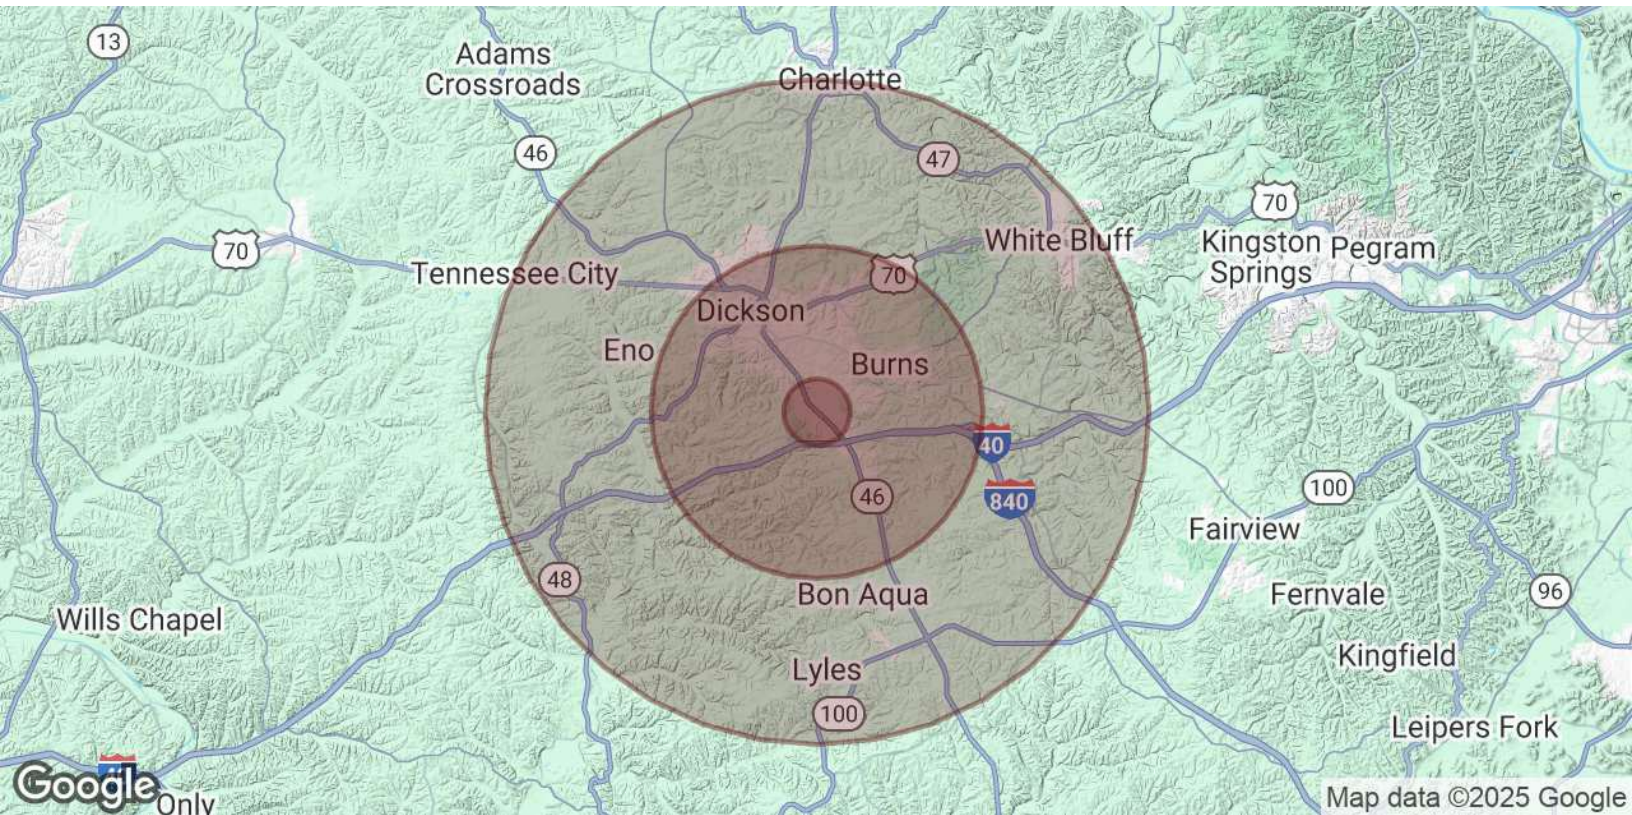 13
Adams
Crossroads
Charlotte
46
47
70
70
White Bluff
Kingston
Springs
Pegram
Tennessee City
70
Dickson
Eno
Burns
40
840
46
100
Fairview
48
Bon Aqua
Fernvale
96
Wills Chapel
Kingfield
Lyles
100
Leipers Fork
Google
Only
Map data ©2025 Google